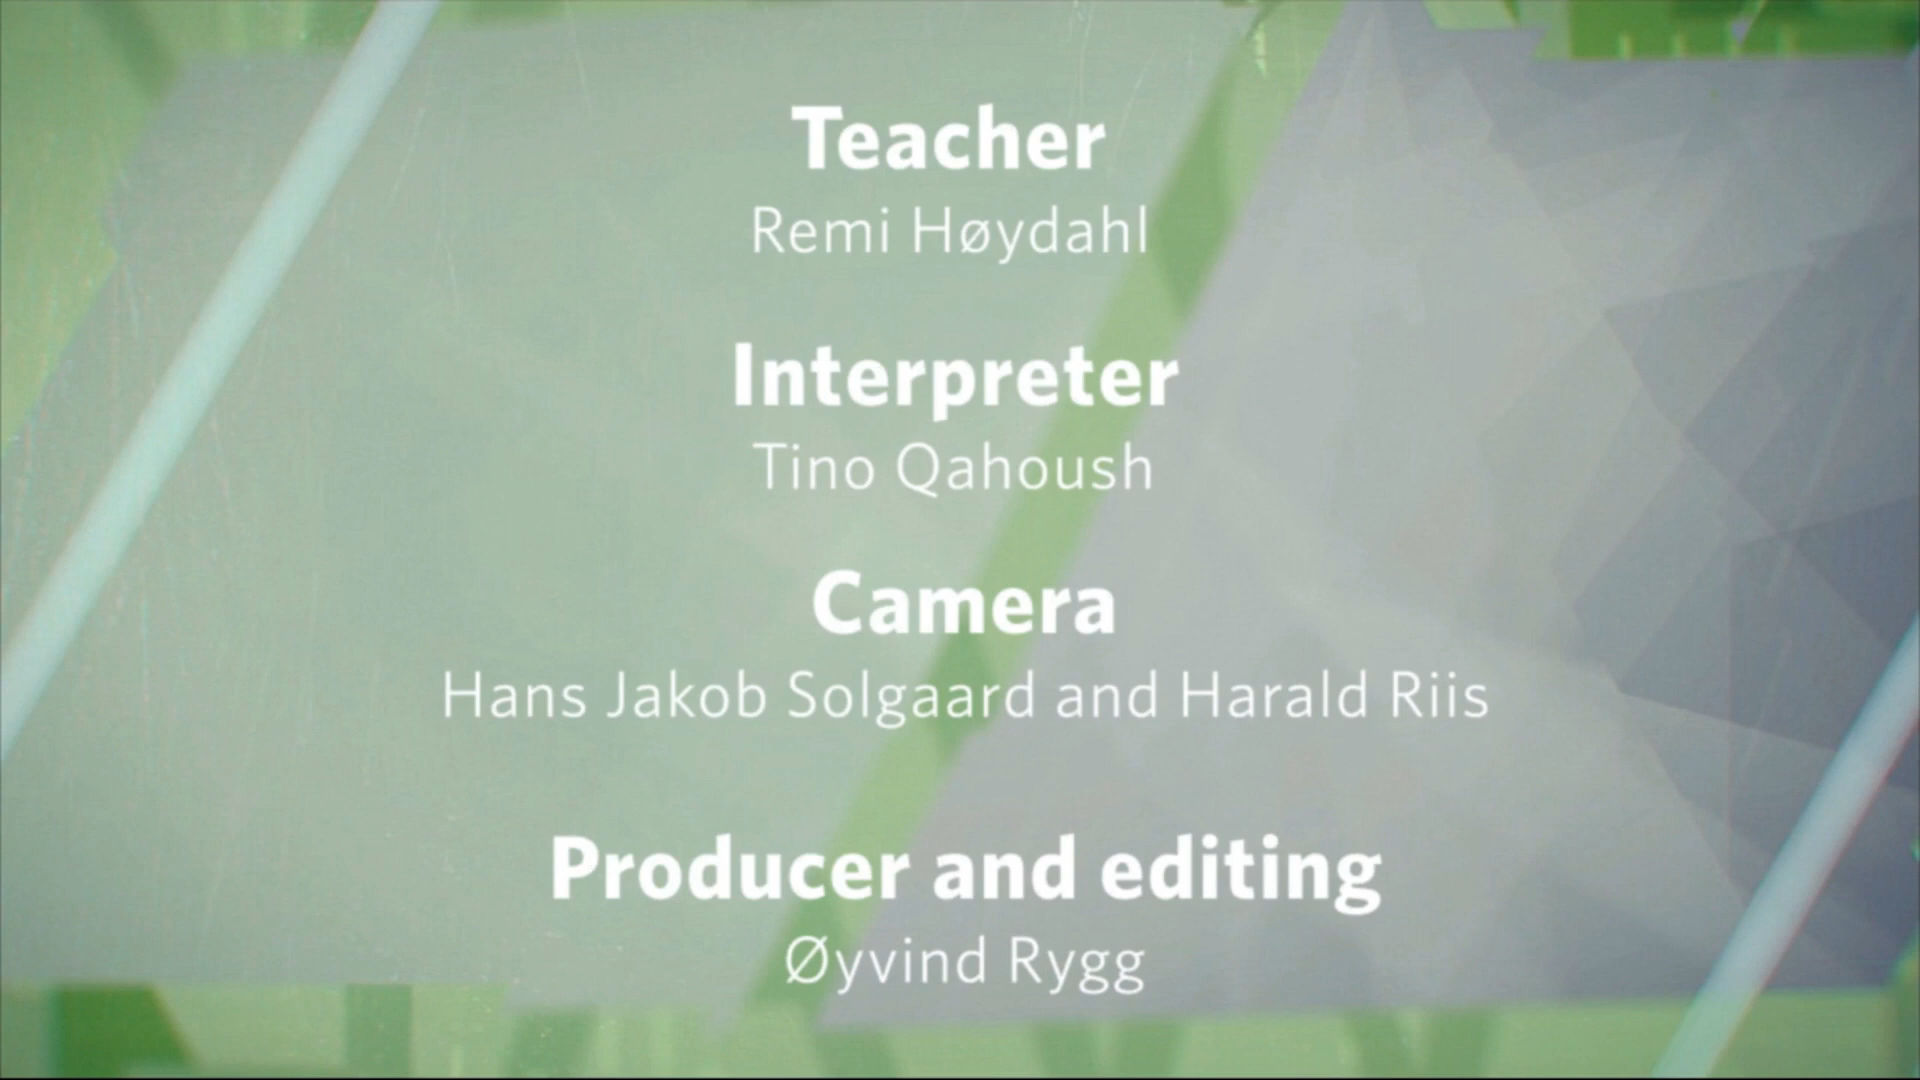 Teacher
Remi Høydahl
Interpreter
Tino Qahoush
Camera
Hans Jakob Solgaard and Harald Riis
Producer and editing
Øyvind Rygg